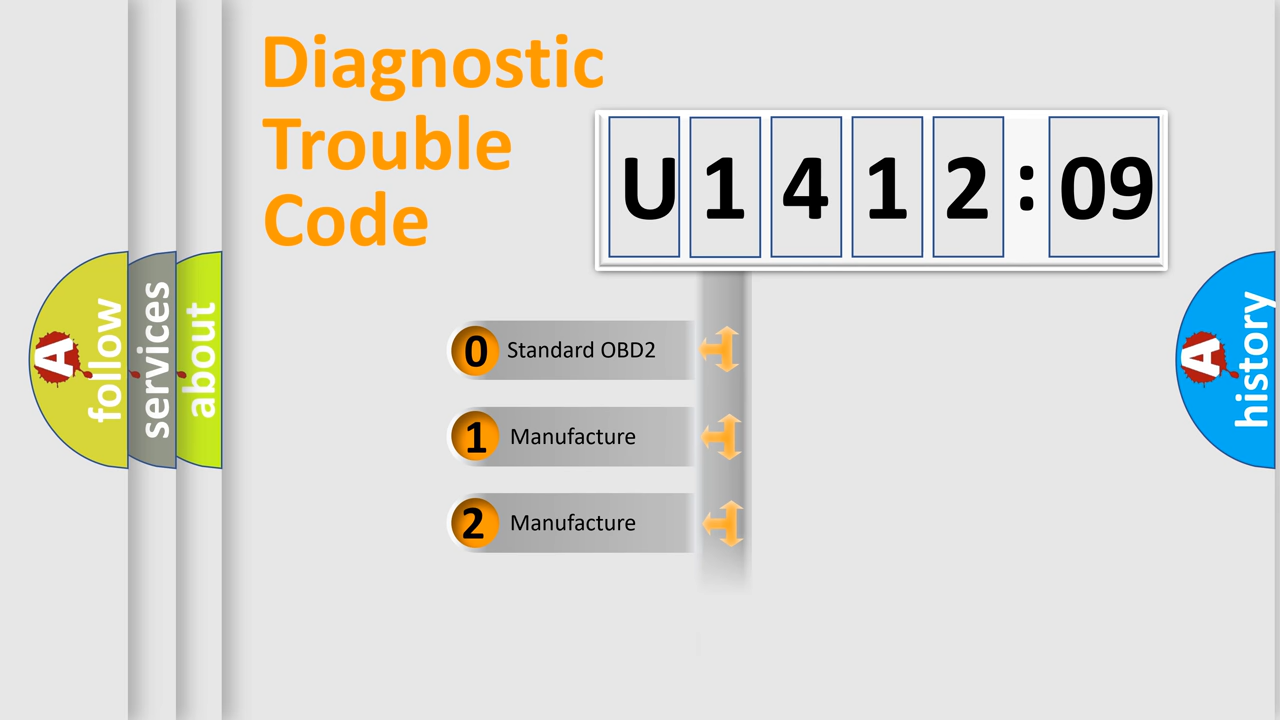 Diagnostic
Trouble
Code
U 1 4 1 2 : 09
0 Standard OBD2
1 Manufacture
2 Manufacture
A follow
services
about
A history